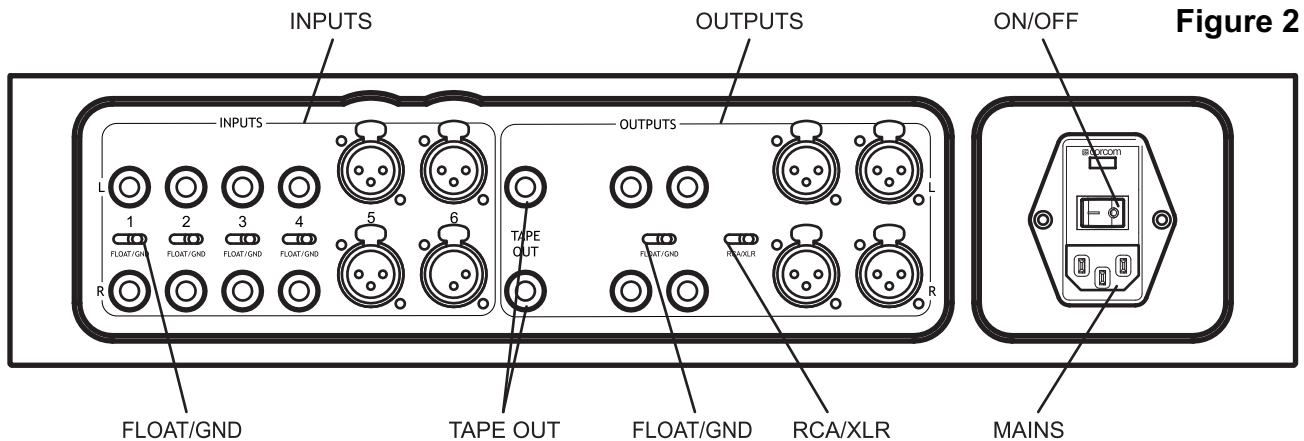 INPUTS OUTPUTS ON/OFF Figure 2
INPUTS OUTPUTS
corcom
L L
1 2 3 4 5 6
TAPE
OUT
FLOAT/GND FLOAT/GND FLOAT/GND FLOAT/GND FLOAT/GND RCA/XLR
R R
FLOAT/GND TAPE OUT FLOAT/GND RCA/XLR MAINS